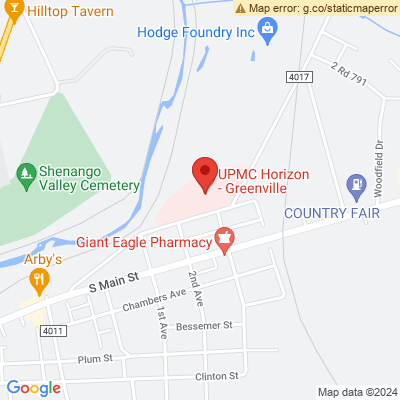 Map error: g.co/staticmaperror
Hilltop Tavern
Hodge Foundry Inc
4017
2 Rd 791
Woodfield Dr
Shenango
Valley Cemetery
UPMC Horizon
- Greenville
COUNTRY FAIR
Giant Eagle Pharmacy
Arby's
S Main St
Chambers Ave
2nd Ave
1st Ave
4011
Bessemer St
Plum St
Clinton St
Google
Map data ©2024